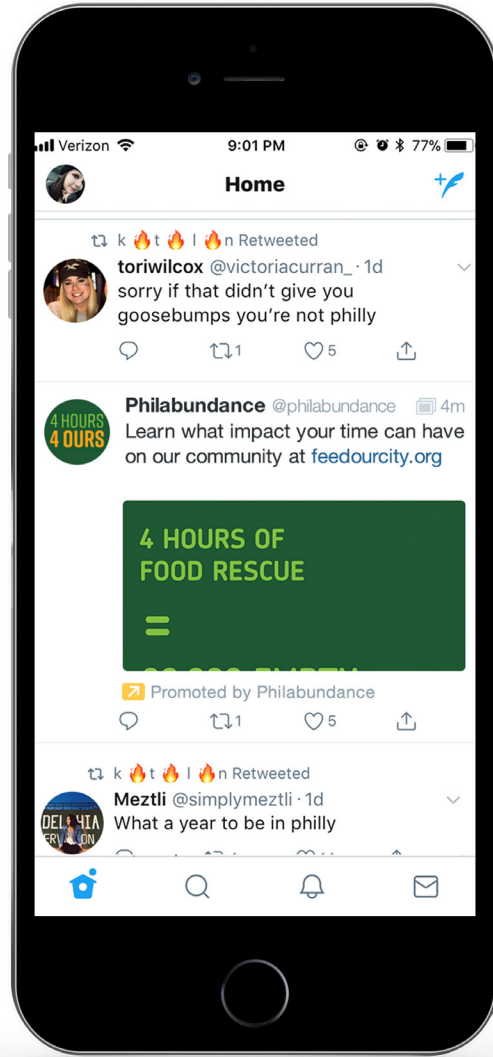 Verizon 9:01 PM 77%
Home
k 🔥 t 🔥 l 🔥 n Retweeted
toriwilcox @victoriacurran_ · 1d
sorry if that didn't give you
goosebumps you're not philly
1 5
4 HOURS
4 OURS
Philabundance @philabundance 4m
Learn what impact your time can have
on our community at feedourcity.org
4 HOURS OF
FOOD RESCUE
=
Promoted by Philabundance
1 5
k 🔥 t 🔥 l 🔥 n Retweeted
Meztli @simplymeztli · 1d
What a year to be in philly